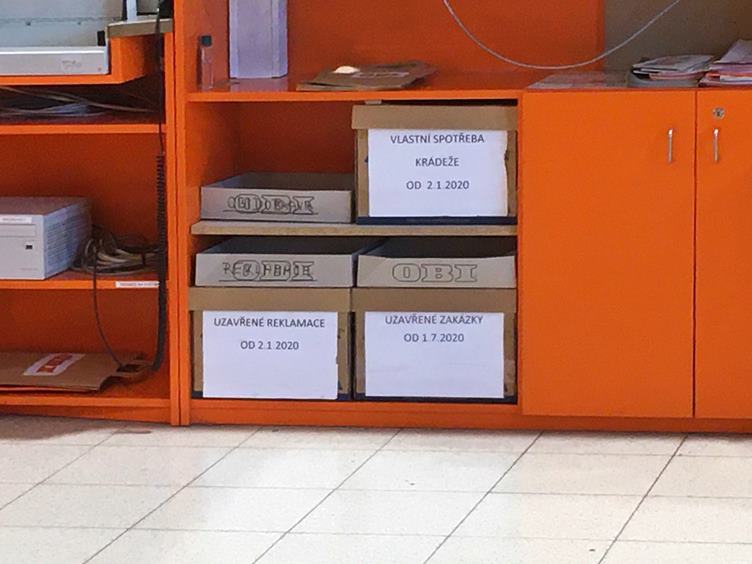 VLASTNÍ SPOTŘEBA
KRÁDEŽE
OD 2.1.2020
OBI
REKLAMACE
OBI
OBI
UZAVŘENÉ REKLAMACE
OD 2.1.2020
UZAVŘENÉ ZAKÁZKY
OD 1.7.2020